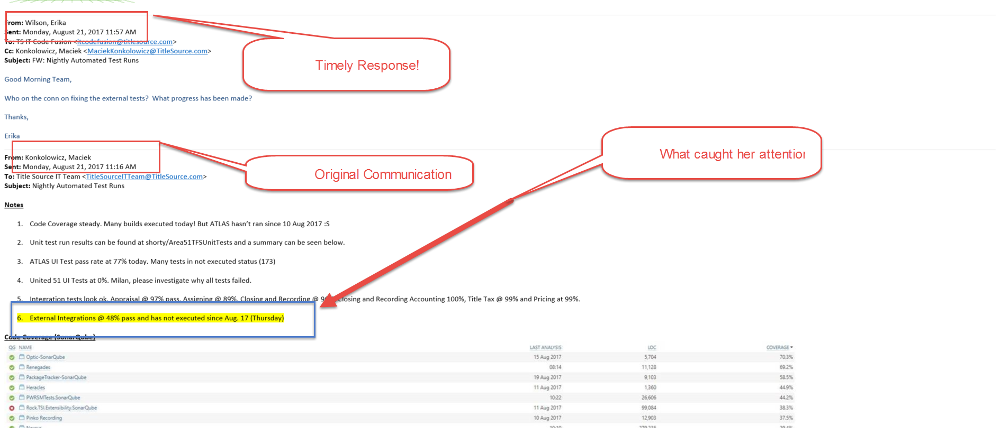 From: Wilson, Erika
Sent: Monday, August 21, 2017 11:57 AM
To: TS IT Code Fusion <itcodefusion@titlesource.com>
Cc: Konkolowicz, Maciek <MaciekKonkolowicz@TitleSource.com>
Subject: FW: Nightly Automated Test Runs
Timely Response!
Good Morning Team,
Who on the conn on fixing the external tests?  What progress has been made?
Thanks,
Erika
From: Konkolowicz, Maciek
Sent: Monday, August 21, 2017 11:16 AM
To: Title Source IT Team <TitleSourceITTeam@TitleSource.com>
Subject: Nightly Automated Test Runs
Original Communication
What caught her attention
Notes
1. Code Coverage steady. Many builds executed today! But ATLAS hasn't ran since 10 Aug 2017 :S
2. Unit test run results can be found at shorty/Area51TFSUnitTests and a summary can be seen below.
3. ATLAS UI Test pass rate at 77% today. Many tests in not executed status (173)
4. United 51 UI Tests at 0%. Milan, please investigate why all tests failed.
5. Integration tests look ok. Appraisal @ 97% pass. Assigning @ 89%. Closing and Recording @ Closing and Recording Accounting 100%, Title Tax @ 99% and Pricing at 99%.
6. External Integrations @ 48% pass and has not executed since Aug. 17 (Thursday)
Code Coverage (SonarQube)
QG NAME LAST ANALYSIS LOC COVERAGE
Optic-SonarQube 15 Aug 2017 5,704 70.3%
Renegades 08:14 11,128 69.2%
PackageTracker-SonarQube 19 Aug 2017 9,103 58.5%
Heracles 11 Aug 2017 1,360 44.9%
PWRSMTests.SonarQube 10:22 26,606 44.2%
Rock.TSI.Extensibility.SonarQube 11 Aug 2017 99,084 38.3%
Pinko Recording 10 Aug 2017 12,903 37.5%